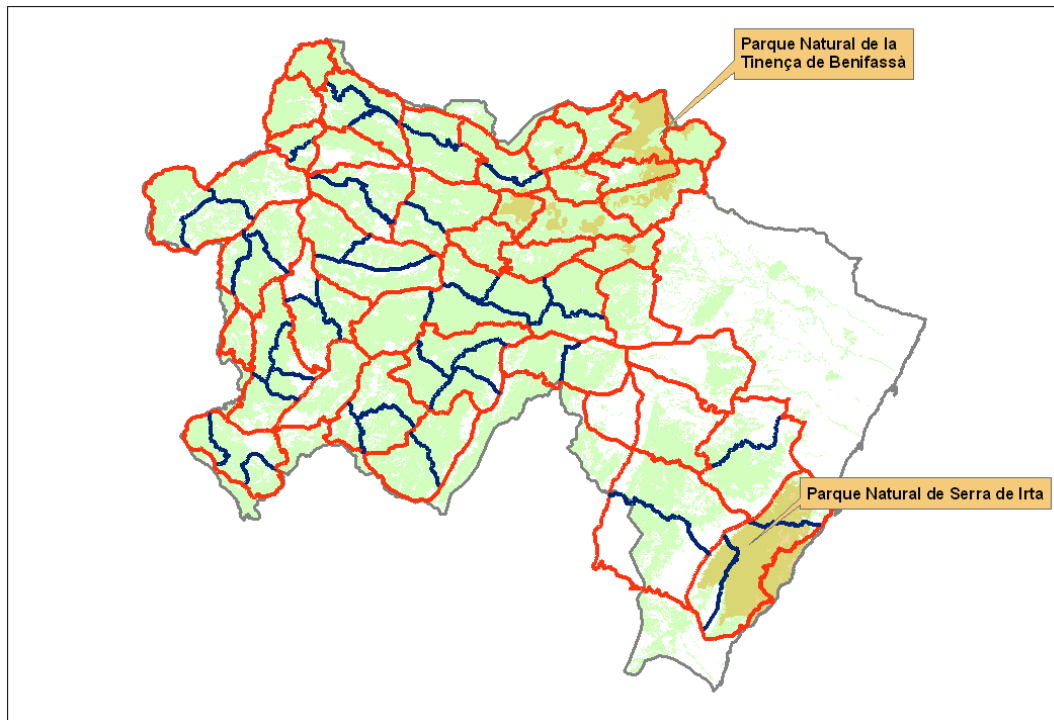 Parque Natural de la
Tinença de Benifassà
Parque Natural de Serra de Irta